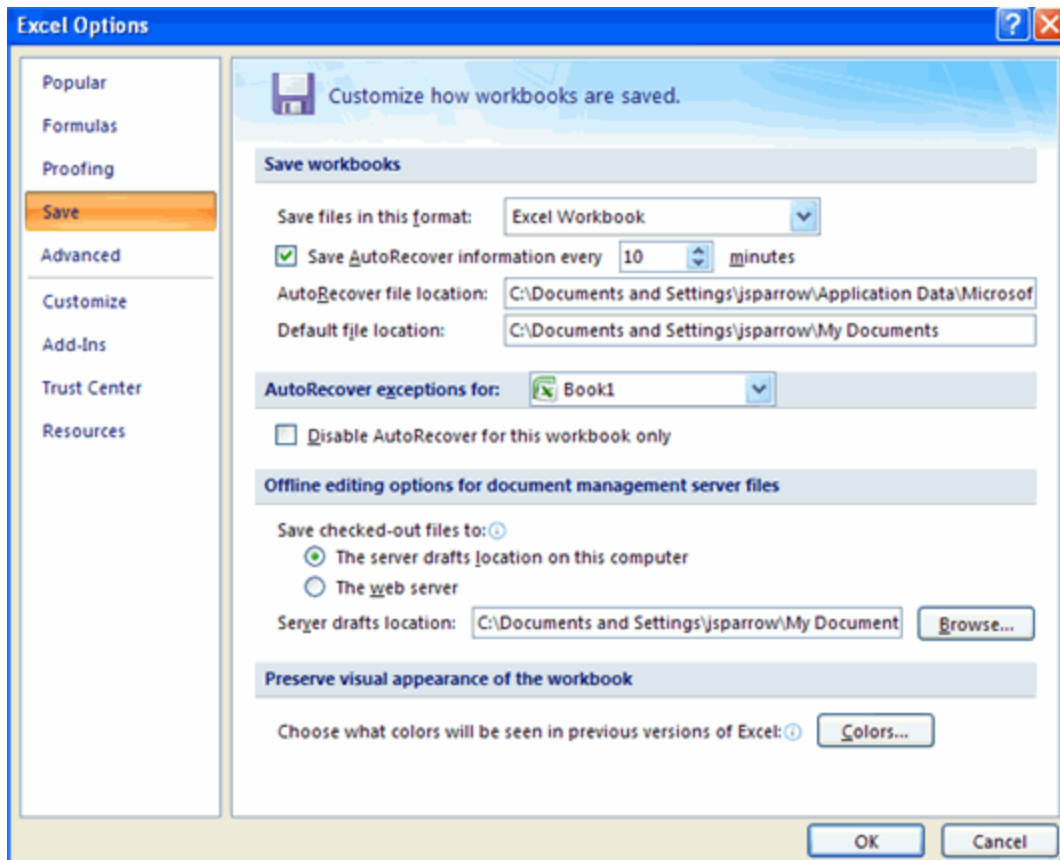 Excel Options
Popular
Formulas
Proofing
Save
Advanced
Customize
Add-Ins
Trust Center
Resources
Customize how workbooks are saved.
Save workbooks
Save files in this format: Excel Workbook
Save AutoRecover information every 10 minutes
AutoRecover file location: C:\Documents and Settings\jsparrow\Application Data\Microsof
Default file location: C:\Documents and Settings\jsparrow\My Documents
AutoRecover exceptions for: Book1
Disable AutoRecover for this workbook only
Offline editing options for document management server files
Save checked-out files to:
The server drafts location on this computer
The web server
Server drafts location: C:\Documents and Settings\jsparrow\My Document Browse...
Preserve visual appearance of the workbook
Choose what colors will be seen in previous versions of Excel: Colors...
OK Cancel